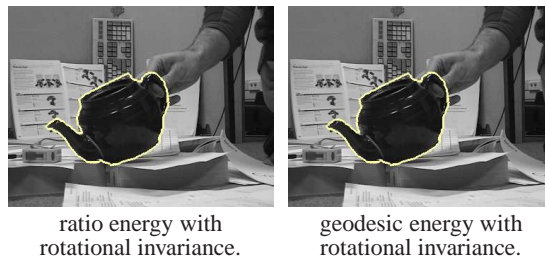 ratio energy with
rotational invariance.
geodesic energy with
rotational invariance.